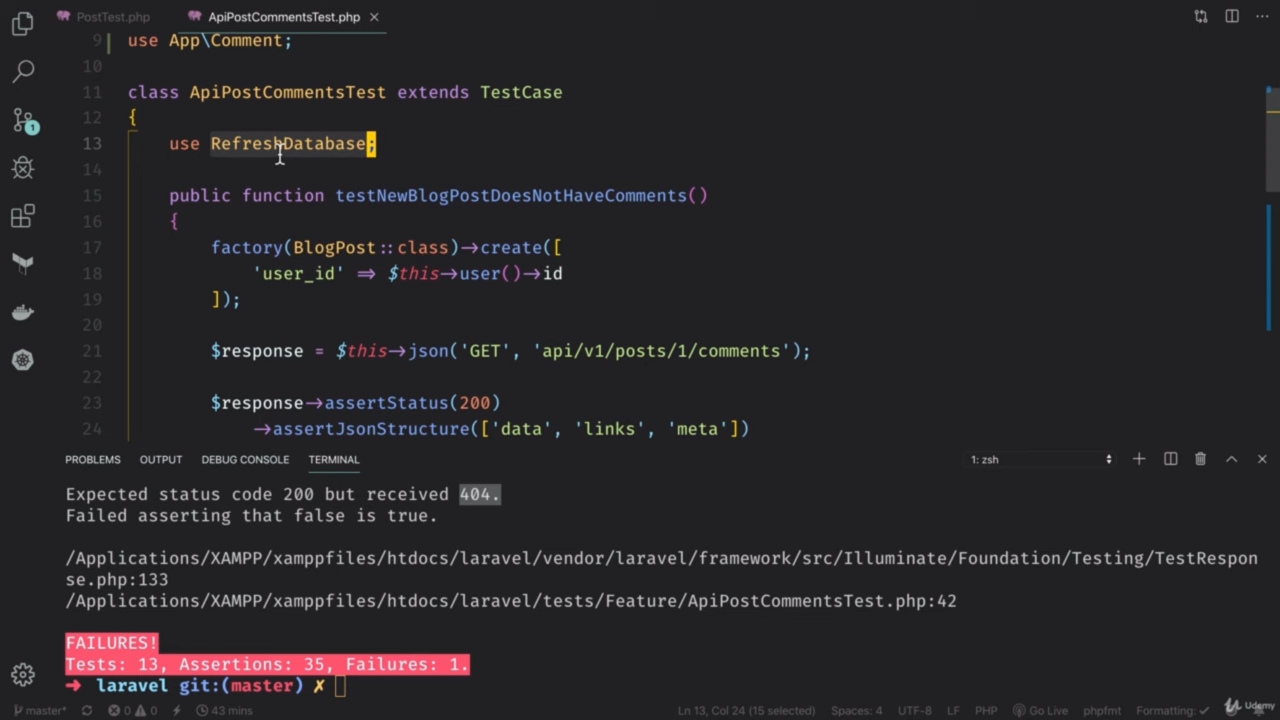 PostTest.php
ApiPostCommentsTest.php
9 use App\Comment;
10
11 class ApiPostCommentsTest extends TestCase
12 {
13 use RefreshDatabase;
14
15 public function testNewBlogPostDoesNotHaveComments()
16 {
17 factory(BlogPost::class)->create([
18 'user_id' => $this->user()->id
19 ]);
20
21 $response = $this->json('GET', 'api/v1/posts/1/comments');
22
23 $response->assertStatus(200)
24 ->assertJsonStructure(['data', 'links', 'meta'])
1
PROBLEMS OUTPUT DEBUG CONSOLE TERMINAL 1: zsh
Expected status code 200 but received 404.
Failed asserting that false is true.
/Applications/XAMPP/xamppfiles/htdocs/laravel/vendor/laravel/framework/src/Illuminate/Foundation/Testing/TestRespon
se.php:133
/Applications/XAMPP/xamppfiles/htdocs/laravel/tests/Feature/ApiPostCommentsTest.php:42
FAILURES!
Tests: 13, Assertions: 35, Failures: 1.
➜ laravel git:(master) ✗
master* 0 0 43 mins Ln 13, Col 24 (15 selected) Spaces: 4 UTF-8 LF PHP Go Live phpfmt Formatting: ✓
Udemy